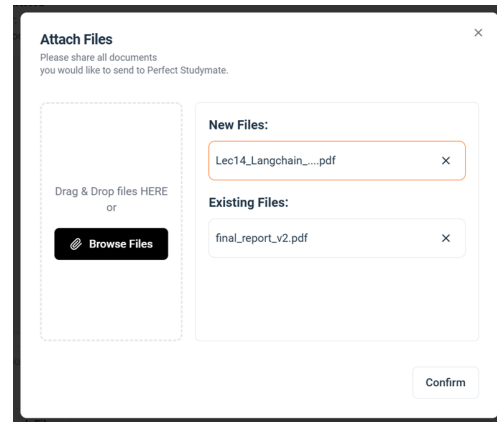 Attach Files
Please share all documents
you would like to send to Perfect Studymate.
Drag & Drop files HERE
or
Browse Files
New Files:
Lec14_Langchain_....pdf
Existing Files:
final_report_v2.pdf
Confirm